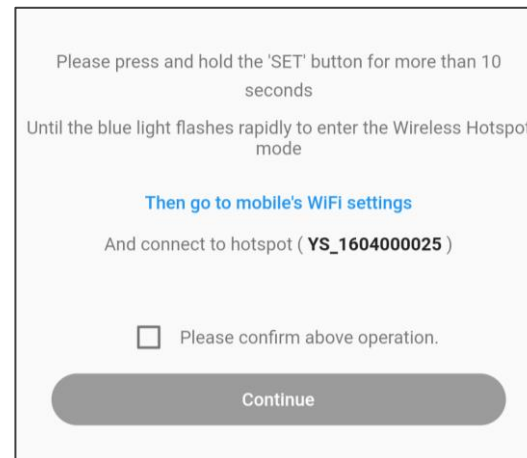 Please press and hold the 'SET' button for more than 10
seconds
Until the blue light flashes rapidly to enter the Wireless Hotspot
mode
Then go to mobile's WiFi settings
And connect to hotspot ( YS_1604000025 )
Please confirm above operation.
Continue